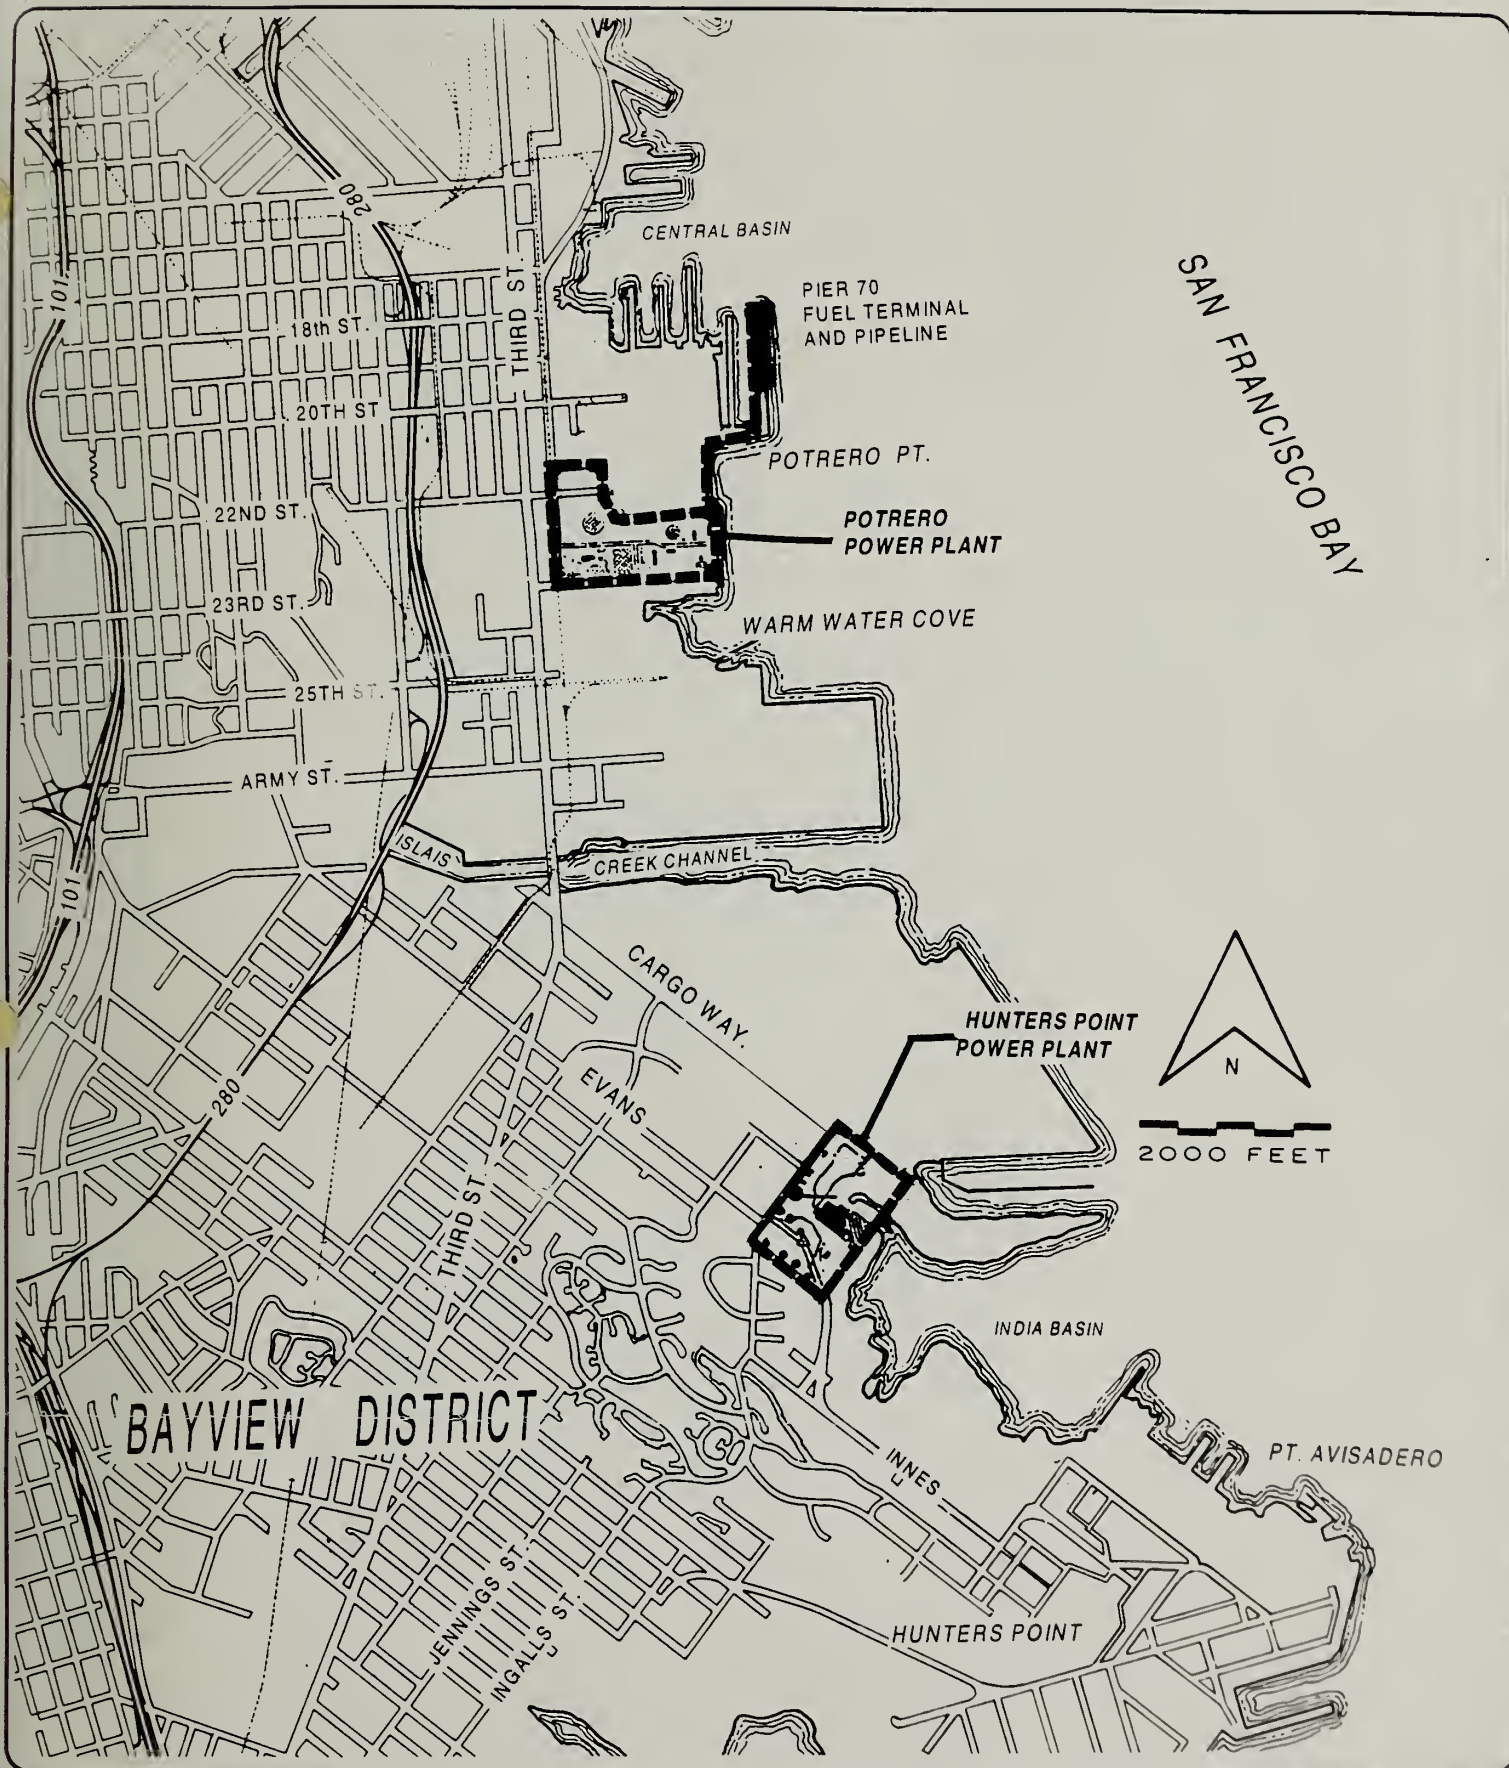 280
CENTRAL BASIN
PIER 70
FUEL TERMINAL
AND PIPELINE
SAN FRANCISCO BAY
101
18th ST.
THIRD ST.
20TH ST
POTRERO PT.
22ND ST.
POTRERO
POWER PLANT
23RD ST.
WARM WATER COVE
25TH ST.
ARMY ST.
ISLAIS
CREEK CHANNEL
101
CARGO WAY.
HUNTERS POINT
POWER PLANT
N
2000 FEET
280
EVANS
THIRD ST.
INDIA BASIN
BAYVIEW DISTRICT
INNES
PT. AVISADERO
JENNINGS ST.
INGALLS ST.
HUNTERS POINT